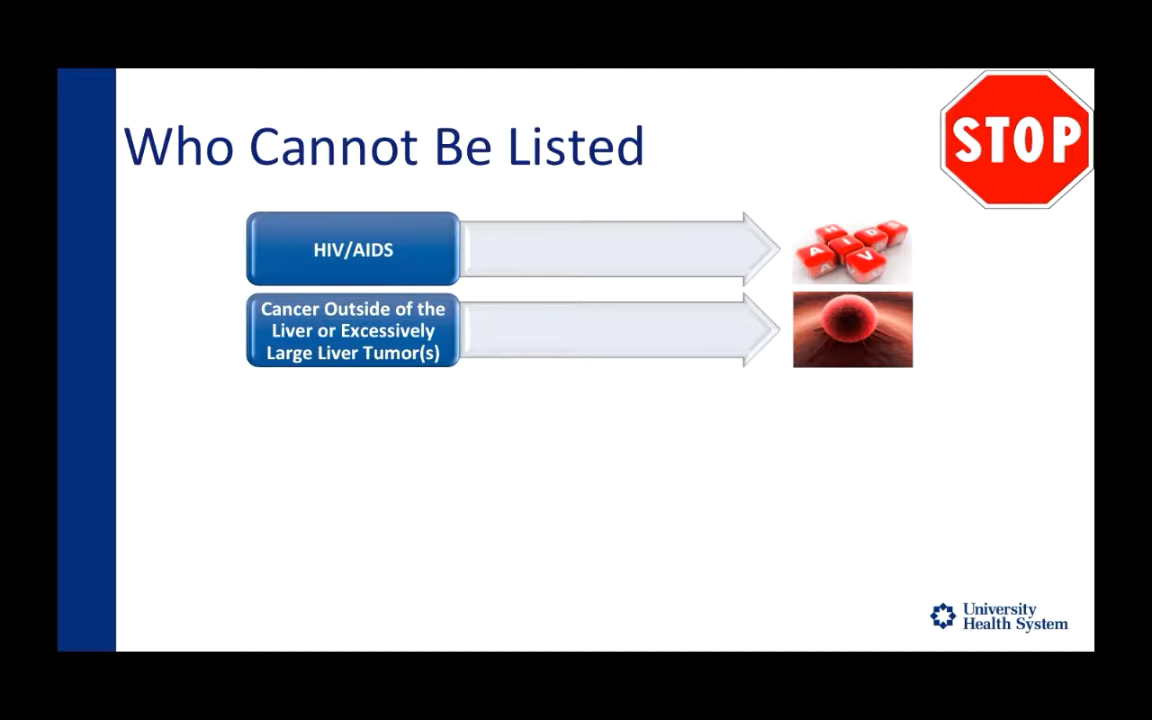 Who Cannot Be Listed
STOP
HIV/AIDS
H I D S
A I V
Cancer Outside of the
Liver or Excessively
Large Liver Tumor(s)
University
Health System